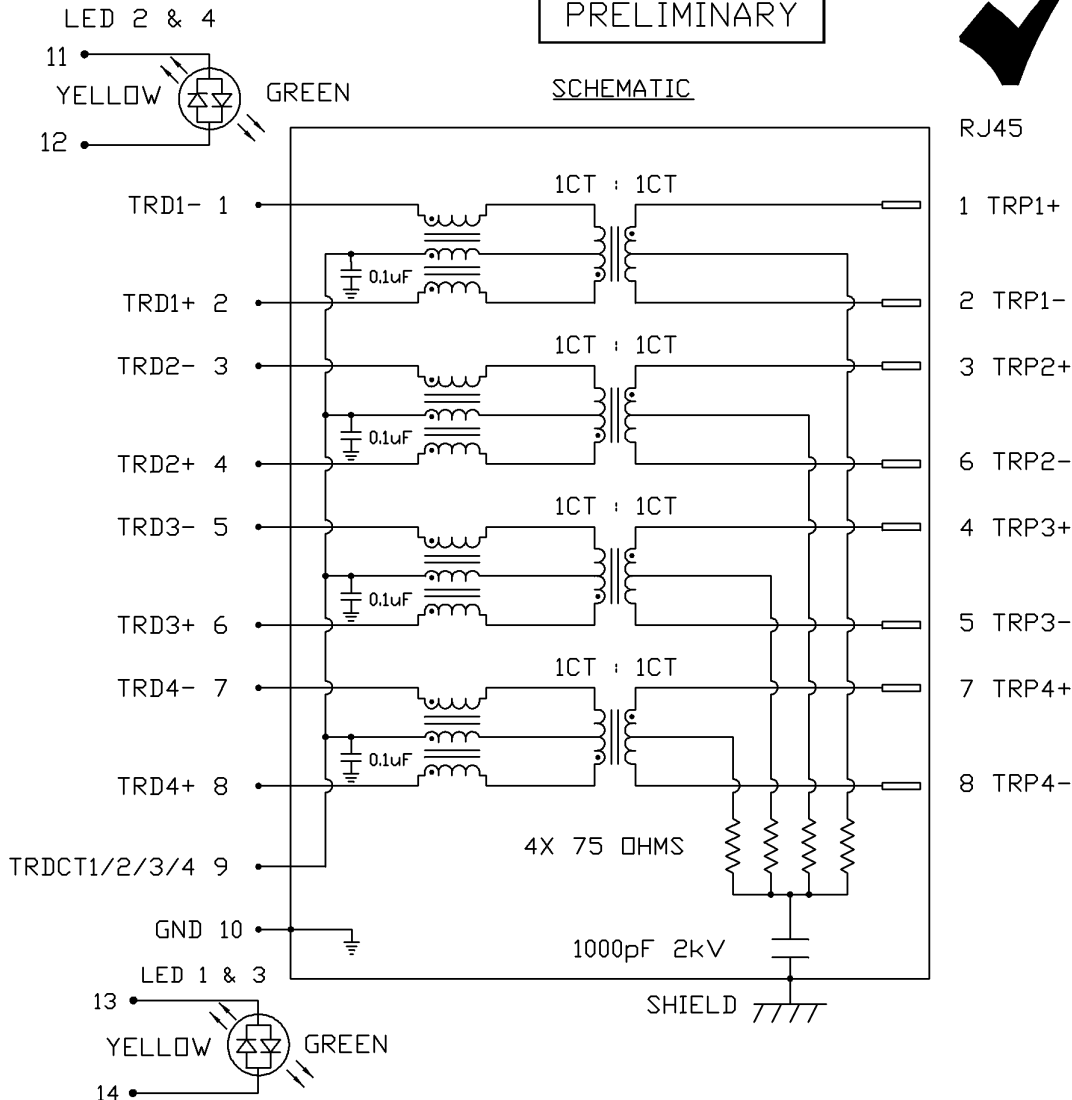 LED 2 & 4
PRELIMINARY
11
YELLOW
GREEN
12
SCHEMATIC
RJ45
1CT : 1CT
TRD1- 1
1 TRP1+
0.1uF
TRD1+ 2
2 TRP1-
1CT : 1CT
TRD2- 3
3 TRP2+
0.1uF
TRD2+ 4
6 TRP2-
1CT : 1CT
TRD3- 5
4 TRP3+
0.1uF
TRD3+ 6
5 TRP3-
1CT : 1CT
TRD4- 7
7 TRP4+
0.1uF
TRD4+ 8
8 TRP4-
4X 75 OHMS
TRDCT1/2/3/4 9
GND 10
1000pF 2kV
LED 1 & 3
13
SHIELD
YELLOW
GREEN
14